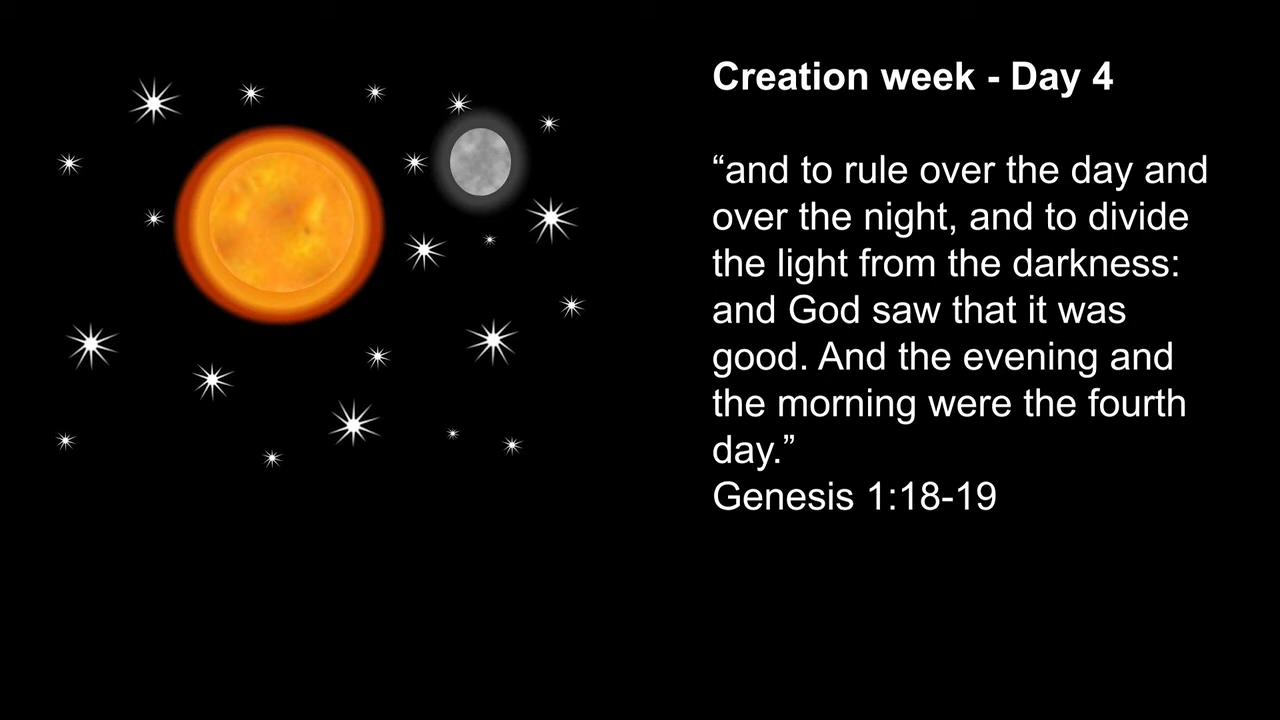 Creation week - Day 4
“and to rule over the day and
over the night, and to divide
the light from the darkness:
and God saw that it was
good. And the evening and
the morning were the fourth
day.”
Genesis 1:18-19